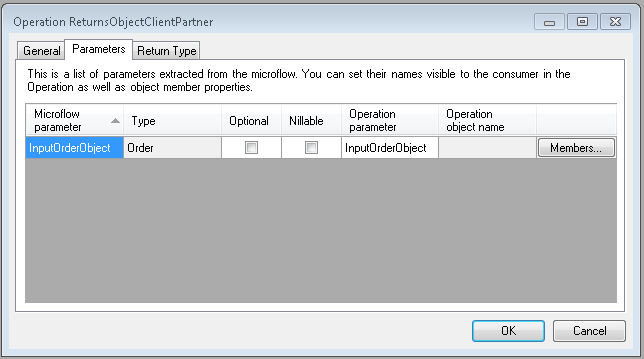 Operation ReturnsObjectClientPartner
General Parameters Return Type
This is a list of parameters extracted from the microflow. You can set their names visible to the consumer in the
Operation as well as object member properties.
Microflow parameter Type Optional Nillable Operation parameter Operation object name
InputOrderObject Order InputOrderObject Members...
OK Cancel